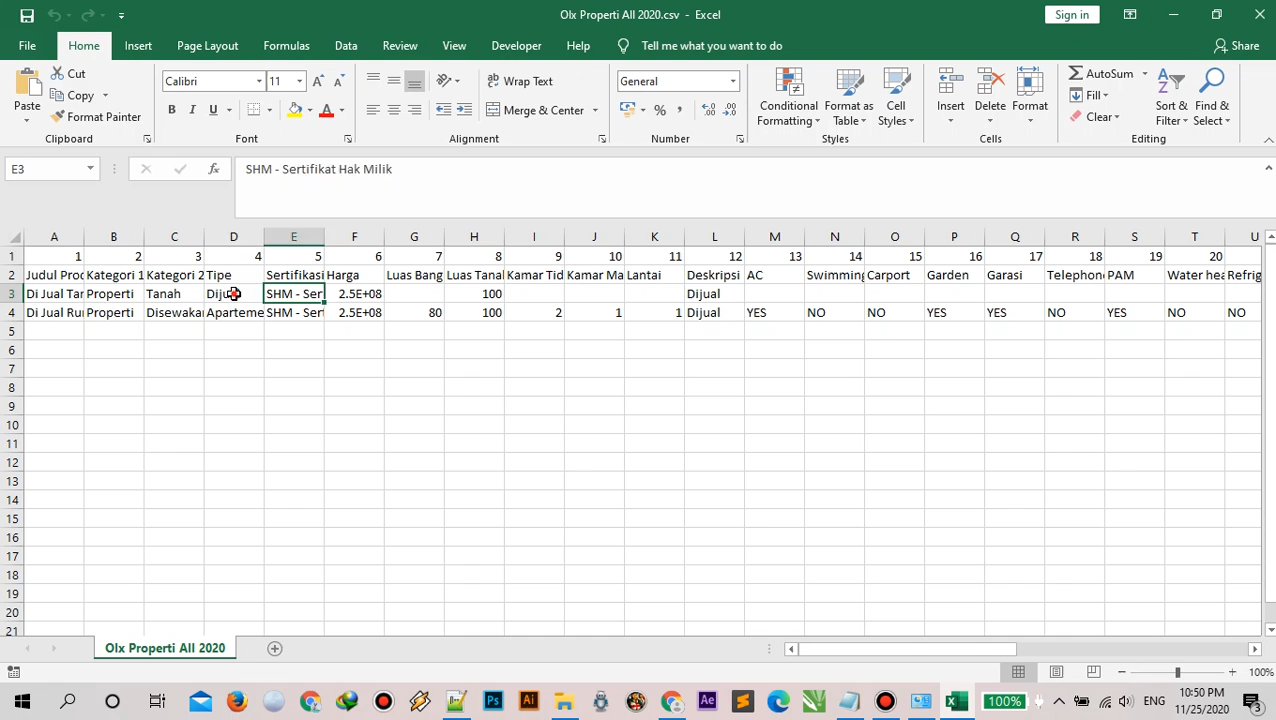 Olx Properti All 2020.csv - Excel
Sign in
File Home Insert Page Layout Formulas Data Review View Developer Help Tell me what you want to do Share
Paste
Cut
Copy
Format Painter
Clipboard
Calibri 11
B I U
Font
Wrap Text
Merge & Center
Alignment
General
Number
Conditional Formatting
Format as Table
Cell Styles
Styles
Insert Delete Format
Cells
AutoSum
Fill
Clear
Sort & Filter
Find & Select
Editing
E3 SHM - Sertifikat Hak Milik
A B C D E F G H I J K L M N O P Q R S T U
1 1 2 3 4 5 6 7 8 9 10 11 12 13 14 15 16 17 18 19 20
2 Judul Proc Kategori 1 Kategori 2 Tipe Sertifikasi Harga Luas Bang Luas Tanal Kamar Tid Kamar Ma Lantai Deskripsi AC Swimming Carport Garden Garasi Telephone PAM Water hea Refrig
3 Di Jual Tar Properti Tanah Diju SHM - Ser 2.5E+08 100 Dijual
4 Di Jual Ru Properti Disewaka Aparteme SHM - Ser 2.5E+08 80 100 2 1 1 Dijual YES NO NO YES YES NO YES NO NO
5
6
7
8
9
10
11
12
13
14
15
16
17
18
19
20
21
Olx Properti All 2020
100%
100% ENG 10:50 PM
11/25/2020
3